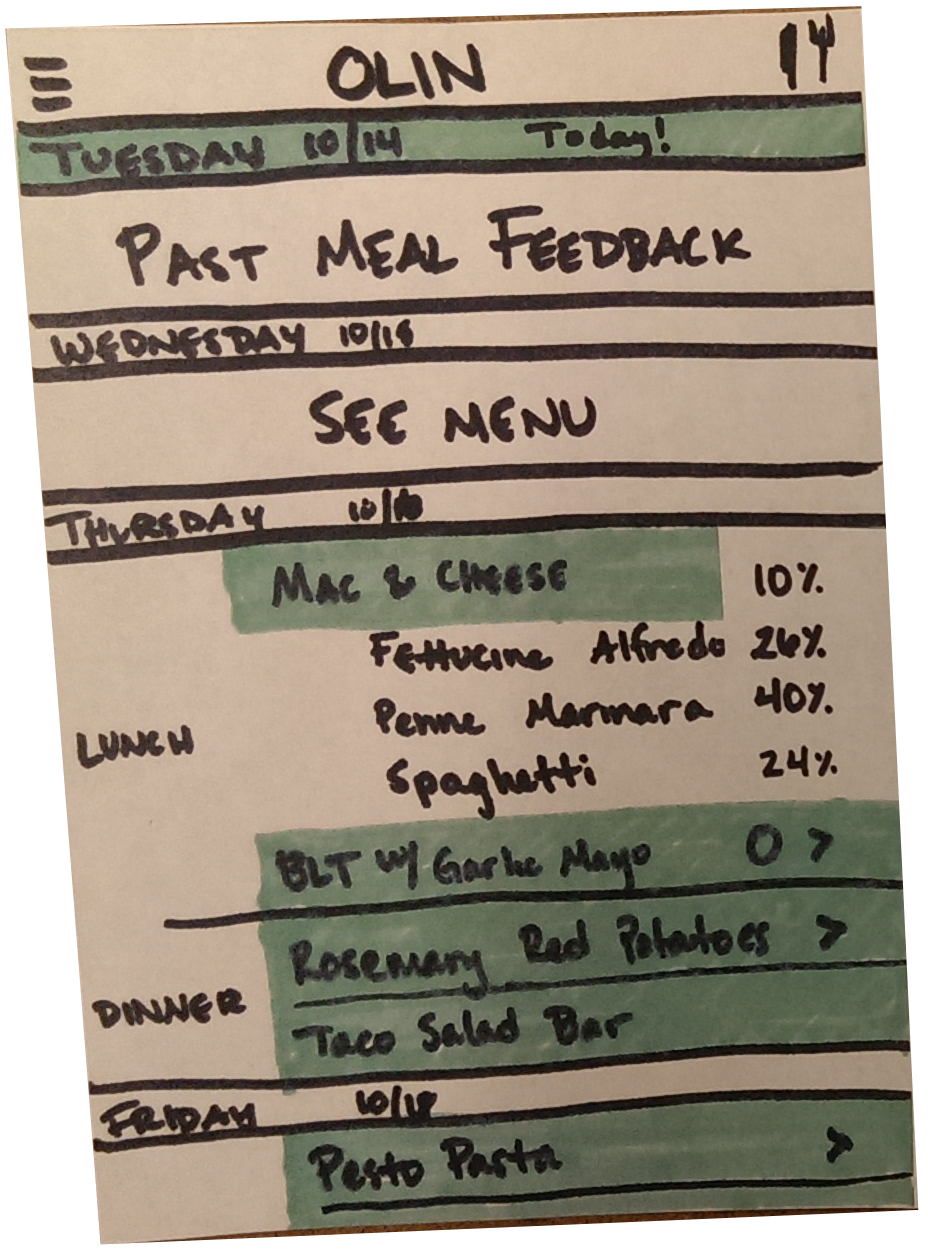 OLIN
TUESDAY 10/14 Today!
PAST MEAL FEEDBACK
WEDNESDAY 10/15
SEE MENU
THURSDAY 10/16
MAC & CHEESE 10%
Fettucine Alfredo 26%
Penne Marinara 40%
LUNCH
Spaghetti 24%
BLT w/ Garlic Mayo 0 >
Rosemary Red Potatoes >
DINNER
Taco Salad Bar
FRIDAY 10/18
Pesto Pasta >